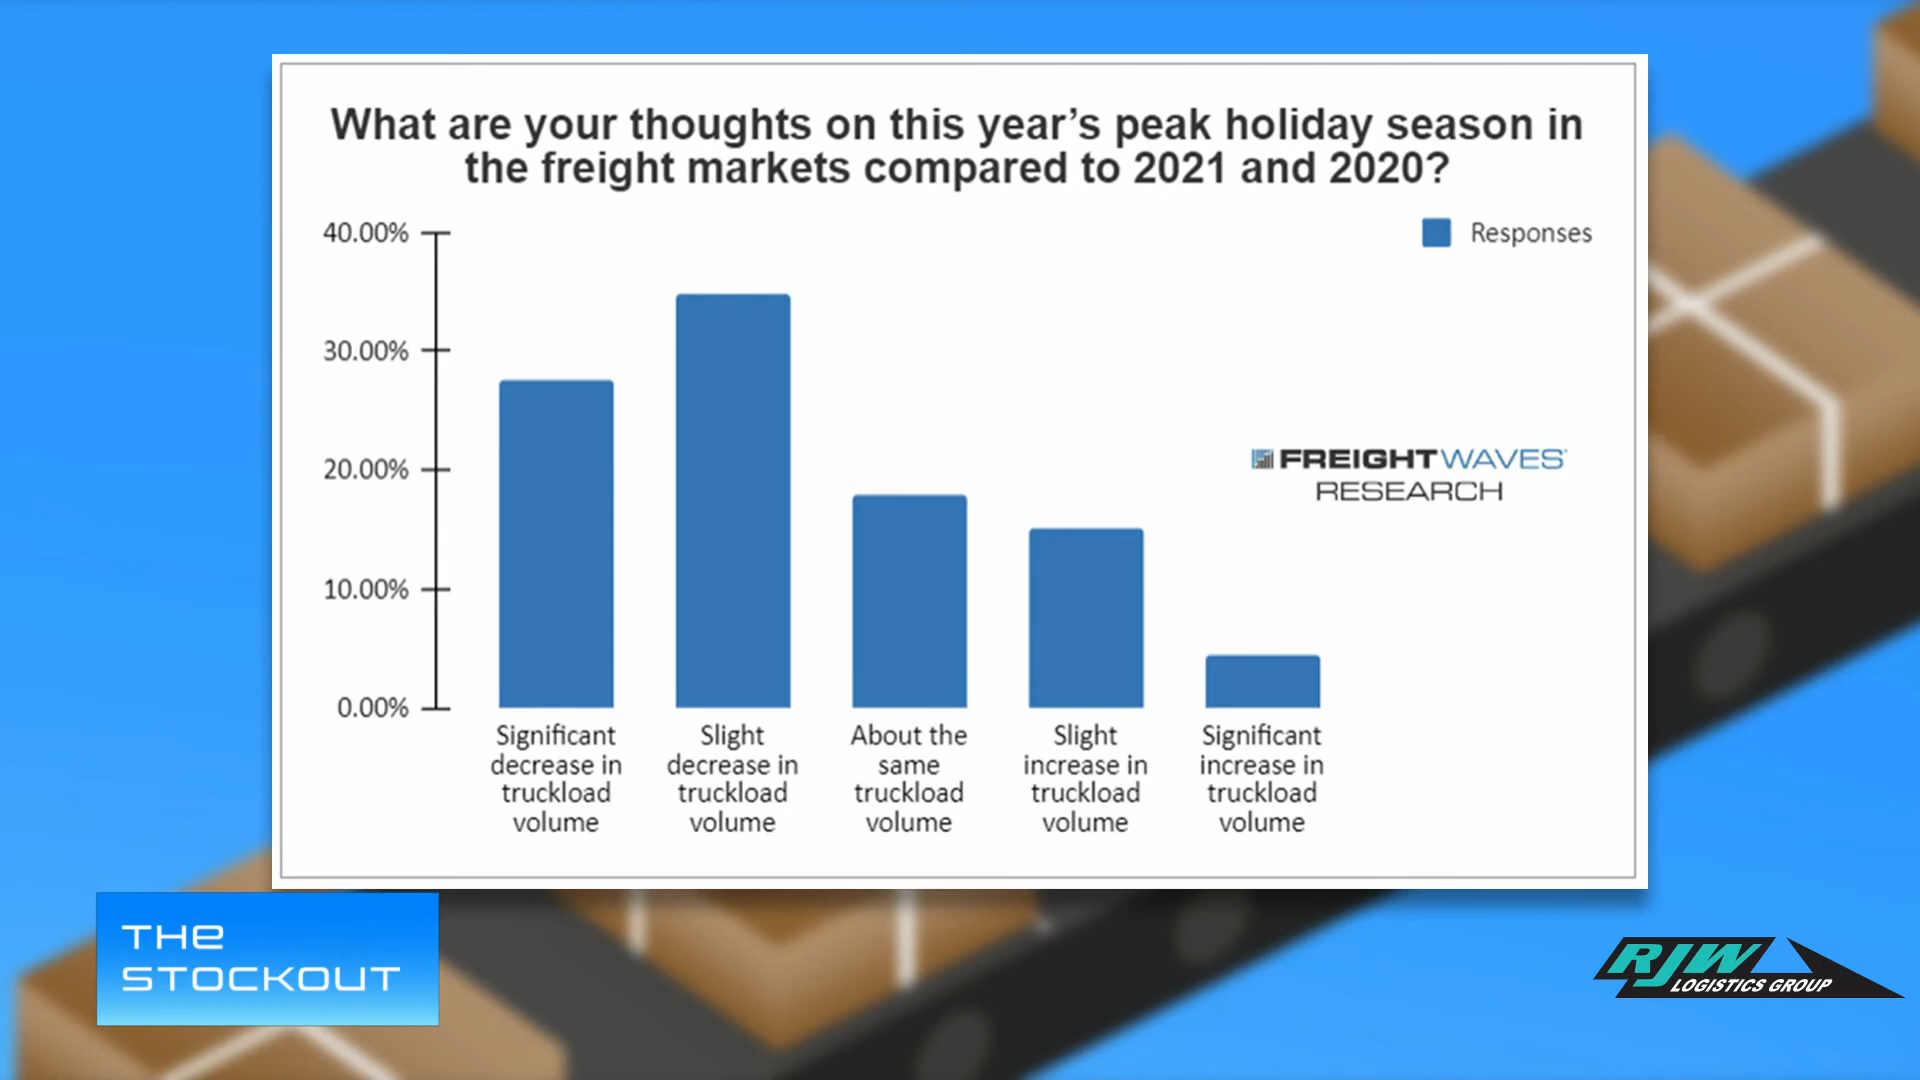 What are your thoughts on this year's peak holiday season in
the freight markets compared to 2021 and 2020?
40.00%
30.00%
20.00%
10.00%
0.00%
Responses
FREIGHTWAVES
RESEARCH
Significant
decrease in
truckload
volume
Slight
decrease in
truckload
volume
About the
same
truckload
volume
Slight
increase in
truckload
volume
Significant
increase in
truckload
volume
THE
STOCKOUT
RJW
LOGISTICS GROUP